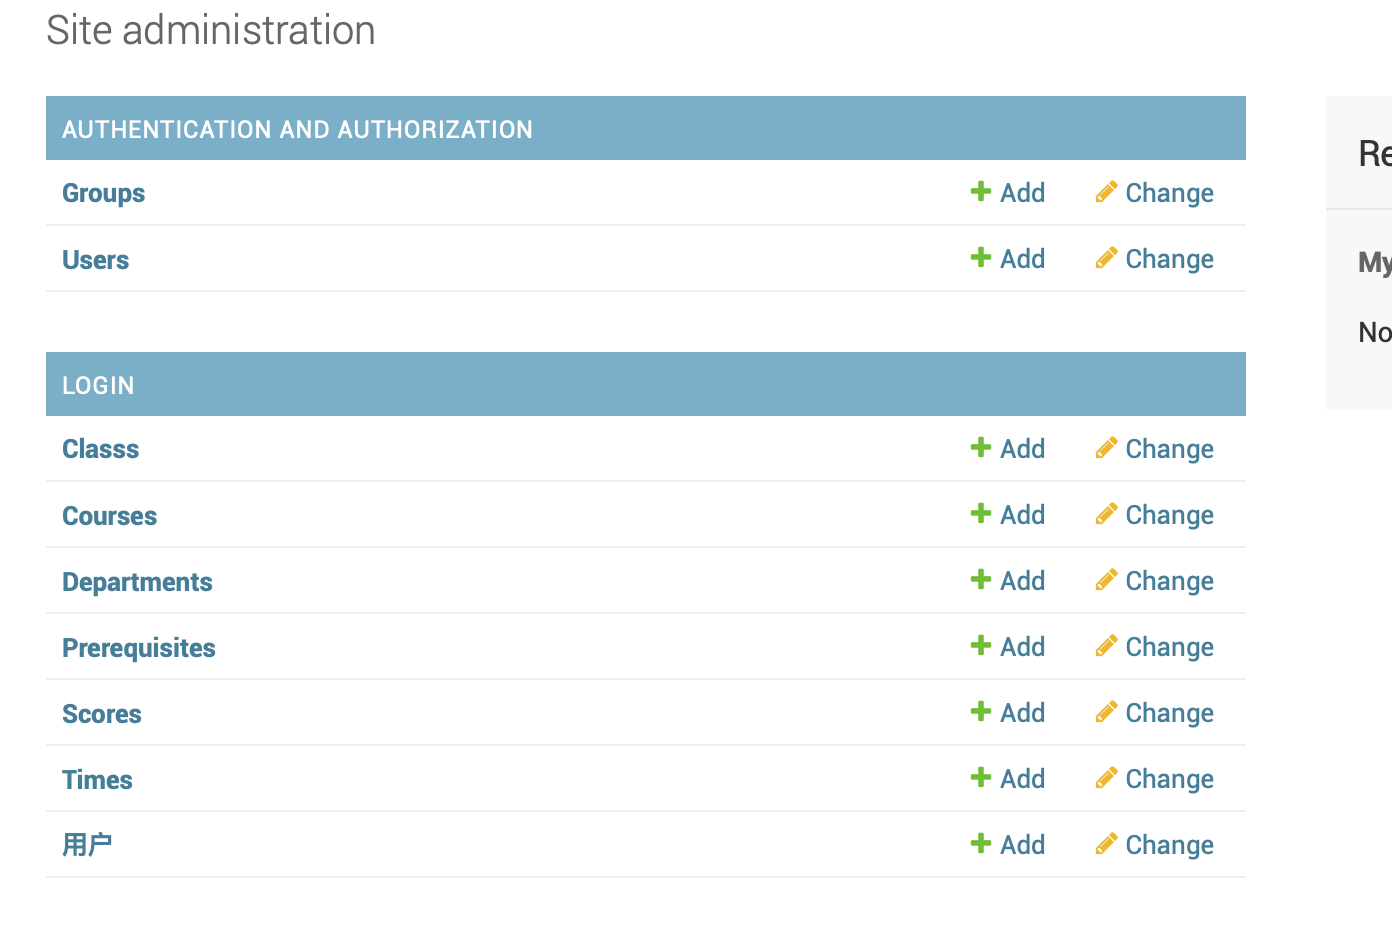 Site administration
AUTHENTICATION AND AUTHORIZATION
Groups Add Change
Users Add Change
LOGIN
Classs Add Change
Courses Add Change
Departments Add Change
Prerequisites Add Change
Scores Add Change
Times Add Change
用户 Add Change
Re
My
No